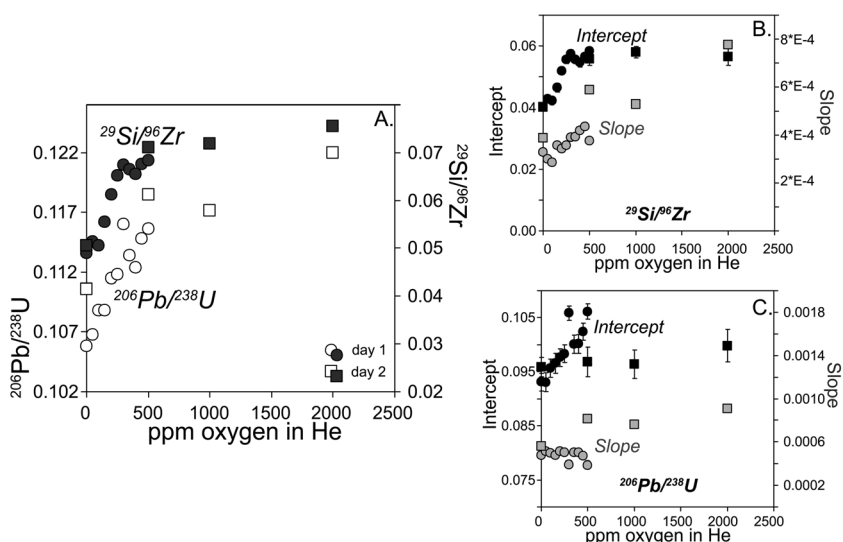 A.
²⁹Si/⁹⁶Zr
0.122
0.117
0.112
0.107
0.102
²⁰⁶Pb/²³⁸U
²⁰⁶Pb/²³⁸U
0.07
0.06
0.05
0.04
0.03
0.02
²⁹Si/⁹⁶Zr
day 1
day 2
0 500 1000 1500 2000 2500
ppm oxygen in He
B.
Intercept
Slope
0.06
0.04
0.02
0.00
Intercept
8*E-4
6*E-4
4*E-4
2*E-4
Slope
²⁹Si/⁹⁶Zr
0 500 1000 1500 2000 2500
ppm oxygen in He
C.
Intercept
Slope
0.105
0.095
0.085
0.075
Intercept
0.0018
0.0014
0.0010
0.0006
0.0002
Slope
²⁰⁶Pb/²³⁸U
0 500 1000 1500 2000 2500
ppm oxygen in He